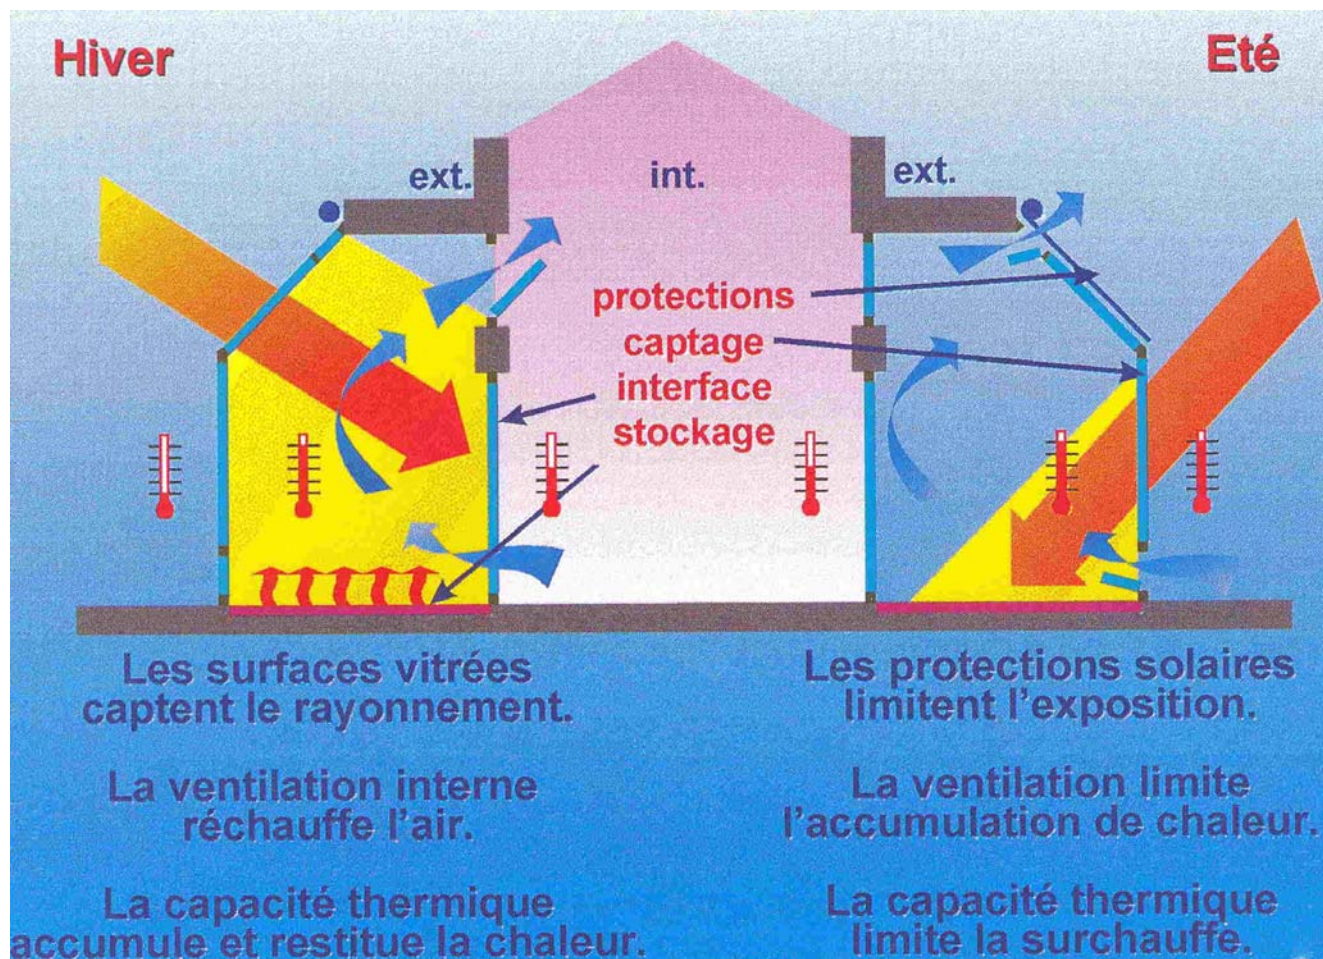 Hiver
Eté
ext.
int.
ext.
protections
captage
interface
stockage
Les surfaces vitrées
captent le rayonnement.
La ventilation interne
réchauffe l'air.
La capacité thermique
accumule et restitue la chaleur.
Les protections solaires
limitent l'exposition.
La ventilation limite
l'accumulation de chaleur.
La capacité thermique
limite la surchauffe.